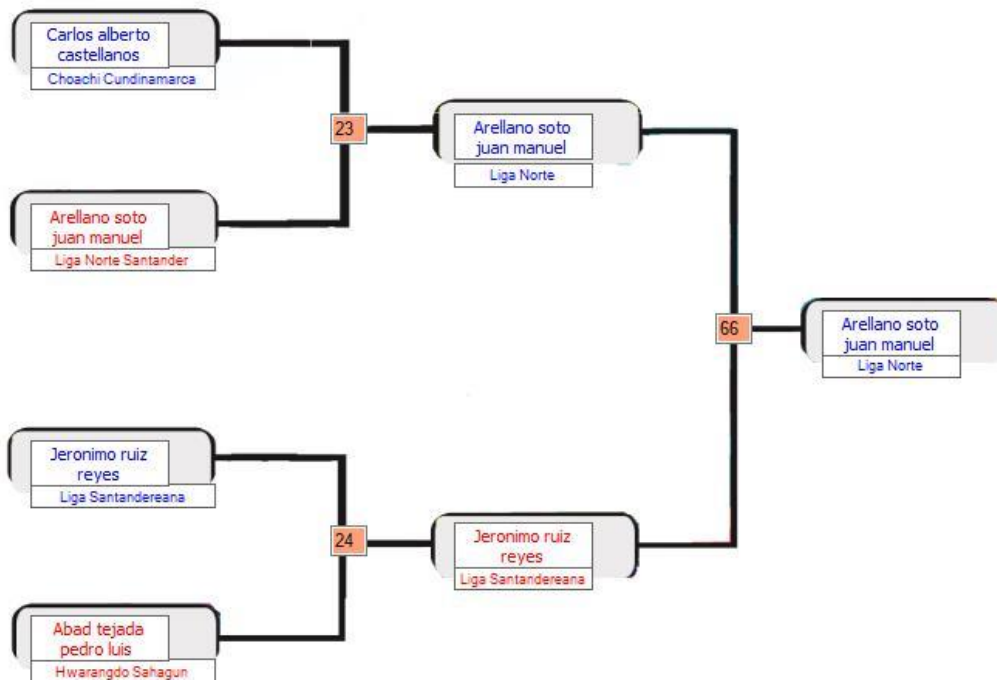 Carlos alberto
castellanos
Choachi Cundinamarca
23
Arellano soto
juan manuel
Liga Norte
Arellano soto
juan manuel
Liga Norte Santander
66
Arellano soto
juan manuel
Liga Norte
Jeronimo ruiz
reyes
Liga Santandereana
24
Jeronimo ruiz
reyes
Liga Santandereana
Abad tejada
pedro luis
Hwarangdo Sahagun